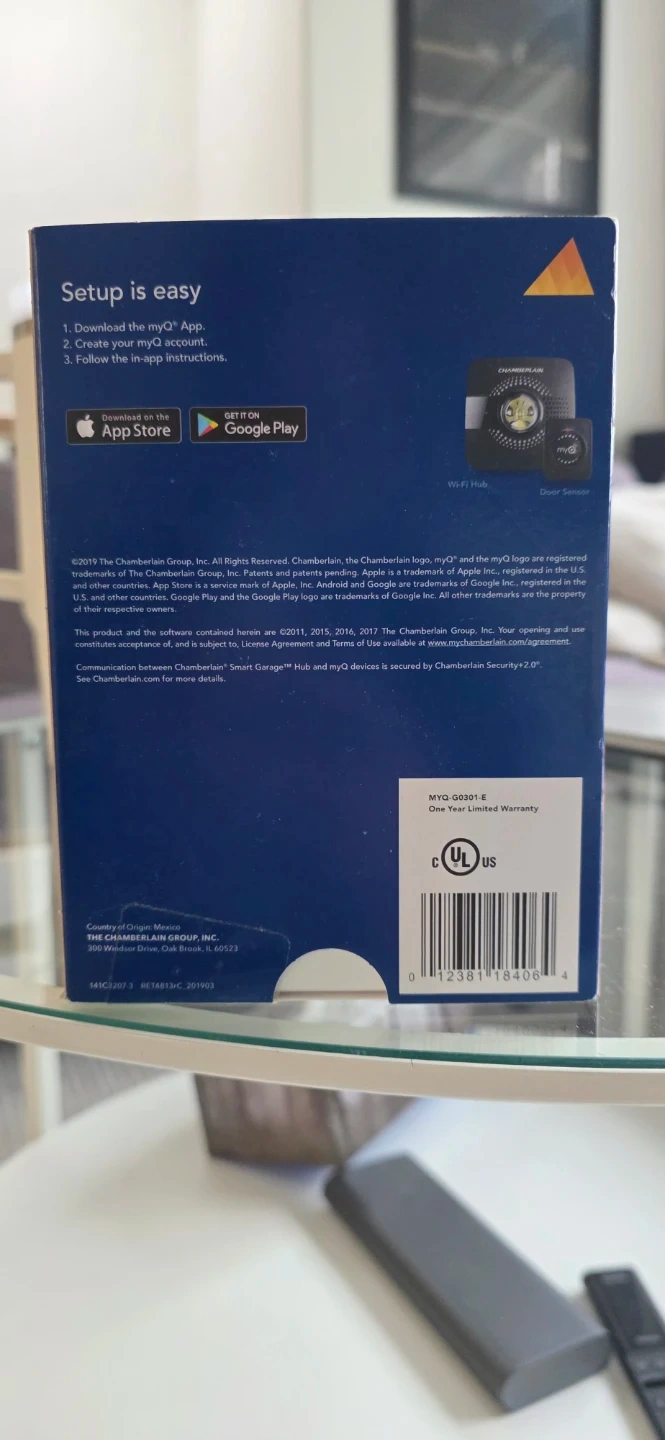 Setup is easy
1. Download the myQ® App.
2. Create your myQ account.
3. Follow the in-app instructions.
Download on the
App Store
GET IT ON
Google Play
CHAMBERLAIN
myQ
Wi-Fi Hub
Door Sensor
©2019 The Chamberlain Group, Inc. All Rights Reserved. Chamberlain, the Chamberlain logo, myQ® and the myQ logo are registered
trademarks of The Chamberlain Group, Inc. Patents and patents pending. Apple is a trademark of Apple Inc., registered in the U.S.
and other countries. App Store is a service mark of Apple, Inc. Android and Google are trademarks of Google Inc., registered in the
U.S. and other countries. Google Play and the Google Play logo are trademarks of Google Inc. All other trademarks are the property
of their respective owners.
This product and the software contained herein are ©2011, 2015, 2016, 2017 The Chamberlain Group, Inc. Your opening and use
constitutes acceptance of, and is subject to, License Agreement and Terms of Use available at www.mychamberlain.com/agreement.
Communication between Chamberlain® Smart Garage™ Hub and myQ devices is secured by Chamberlain Security+2.0®.
See Chamberlain.com for more details.
MYQ-G0301-E
One Year Limited Warranty
C UL US
0 12381 18406 4
Country of Origin: Mexico
THE CHAMBERLAIN GROUP, INC.
300 Windsor Drive, Oak Brook, IL 60523
141C3207 3 RET4813rC_201903